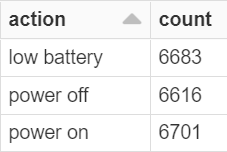 action count
low battery 6683
power off 6616
power on 6701